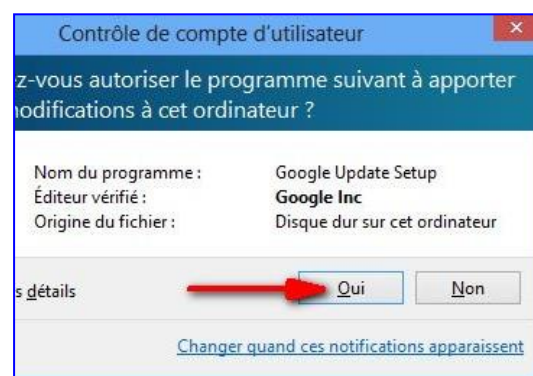 Contrôle de compte d'utilisateur
z-vous autoriser le programme suivant à apporter
modifications à cet ordinateur ?
Nom du programme : Google Update Setup
Éditeur vérifié : Google Inc
Origine du fichier : Disque dur sur cet ordinateur
s détails Oui Non
Changer quand ces notifications apparaissent